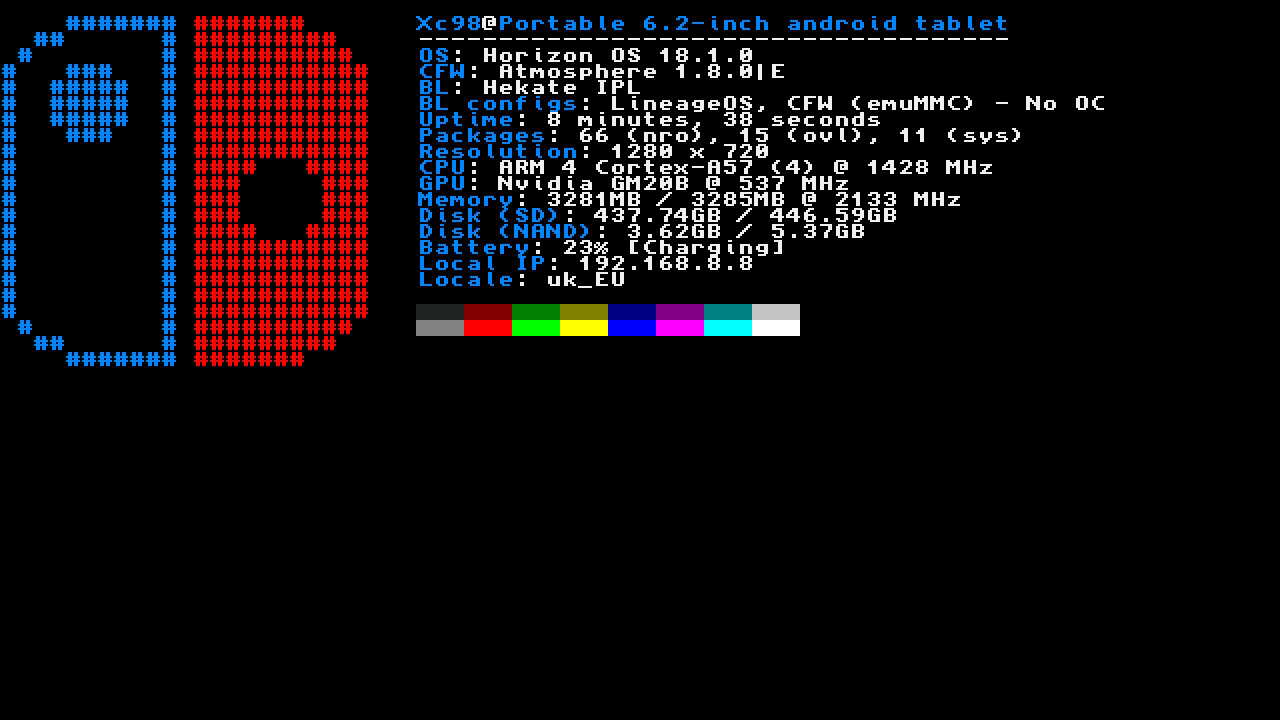 Xc98@Portable 6.2-inch android tablet
-------------------------------------
OS: Horizon OS 18.1.0
CFW: Atmosphere 1.8.0|E
BL: Hekate IPL
BL configs: LineageOS, CFW (emuMMC) - No OC
Uptime: 8 minutes, 38 seconds
Packages: 66 (nro), 15 (ovl), 11 (sys)
Resolution: 1280 x 720
CPU: ARM 4 Cortex-A57 (4) @ 1428 MHz
GPU: Nvidia GM20B @ 537 MHz
Memory: 3281MB / 3285MB @ 2133 MHz
Disk (SD): 437.74GB / 446.59GB
Disk (NAND): 3.62GB / 5.37GB
Battery: 23% [Charging]
Local IP: 192.168.8.8
Locale: uk_EU